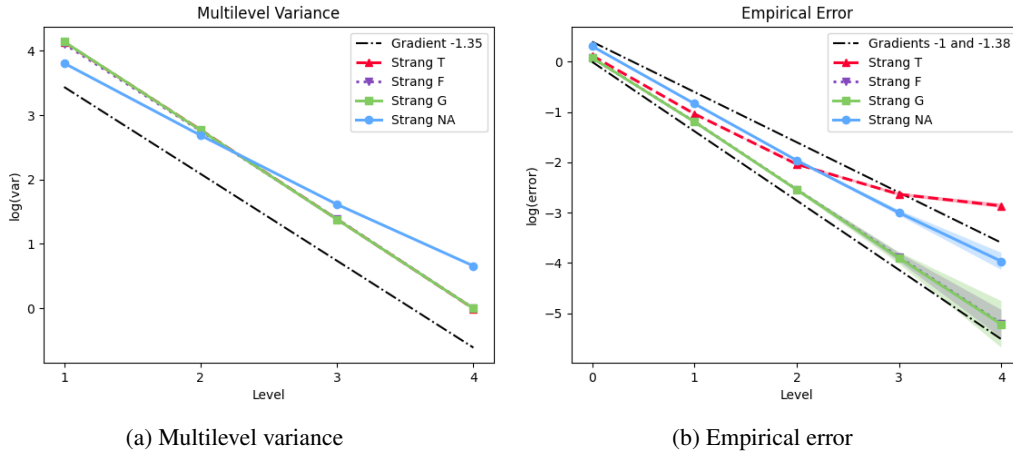 Multilevel Variance
Gradient -1.35
Strang T
Strang F
Strang G
Strang NA
log(var)
4
3
2
1
0
1 2 3 4
Level
(a) Multilevel variance
Empirical Error
Gradients -1 and -1.38
Strang T
Strang F
Strang G
Strang NA
log(error)
0
−1
−2
−3
−4
−5
0 1 2 3 4
Level
(b) Empirical error